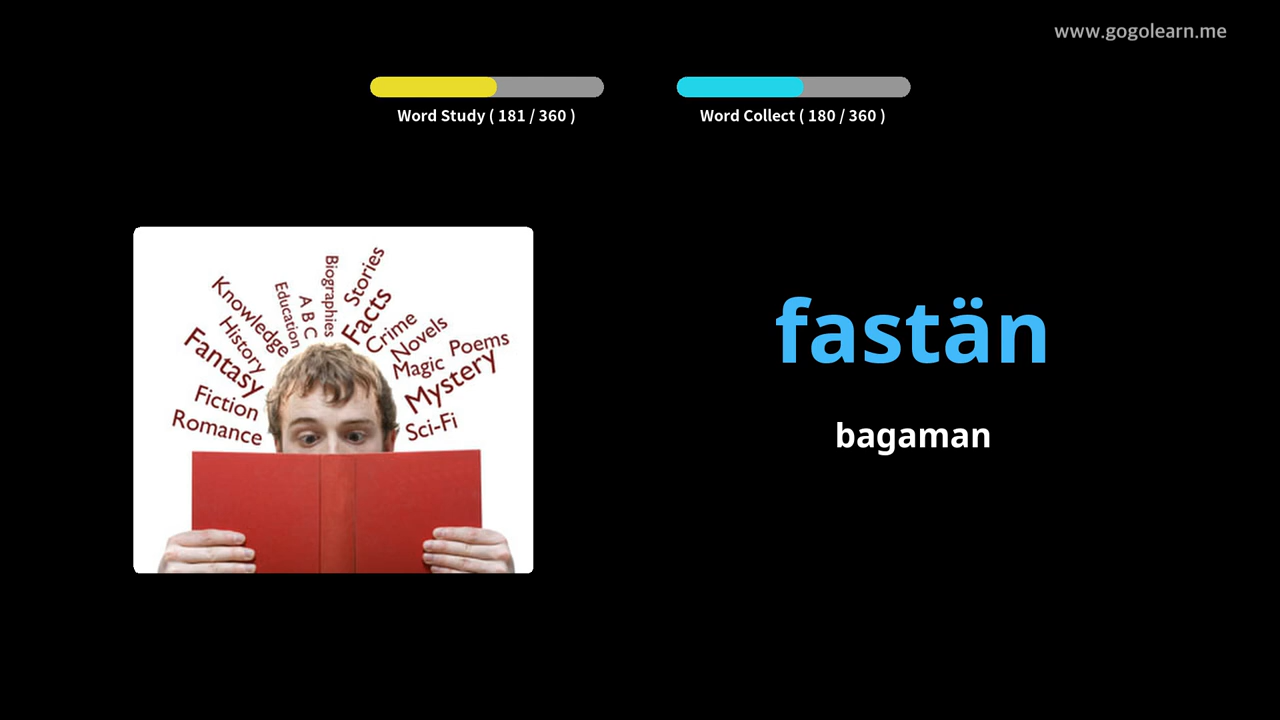 www.gogolearn.me
Word Study ( 181 / 360 )
Word Collect ( 180 / 360 )
Knowledge
Education
A B C
Biographies
Stories
Facts
Crime
Novels
Poems
History
Fantasy
Magic
Mystery
Fiction
Romance
Sci-Fi
fastän
bagaman